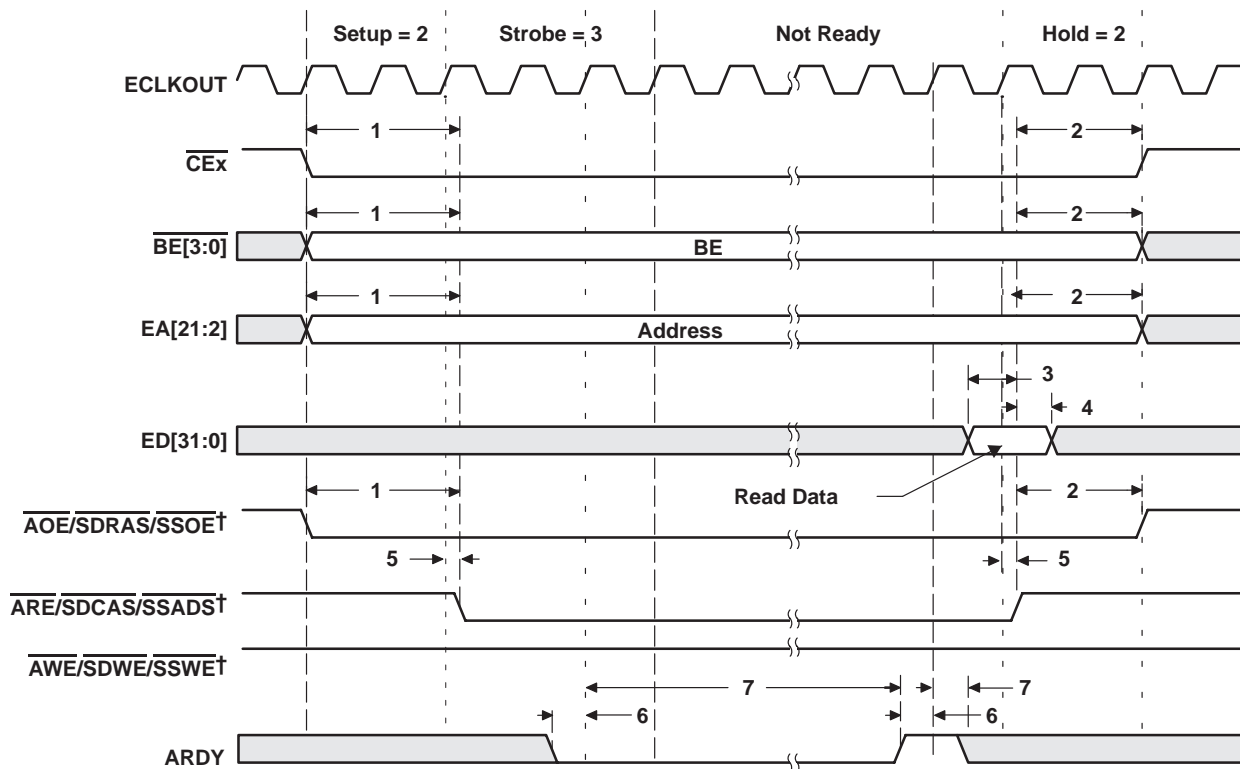 Setup = 2 Strobe = 3 Not Ready Hold = 2
ECLKOUT
1 2
CEx
1 2
BE[3:0] BE
1 2
EA[21:2] Address
3
4
ED[31:0]
Read Data
1 2
AOE/SDRAS/SSOE†
5 5
ARE/SDCAS/SSADS†
AWE/SDWE/SSWE†
7 7
6 6
ARDY